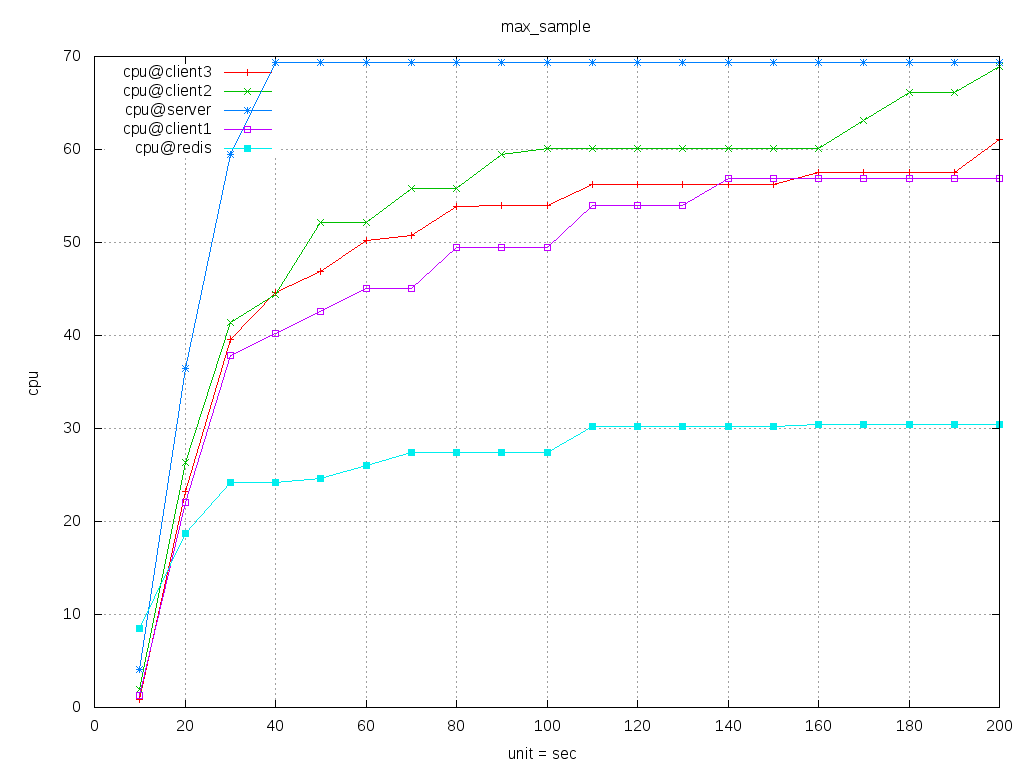 max_sample
cpu@client3
cpu@client2
cpu@server
cpu@client1
cpu@redis
70
60
50
40
30
20
10
0
cpu
0 20 40 60 80 100 120 140 160 180 200
unit = sec